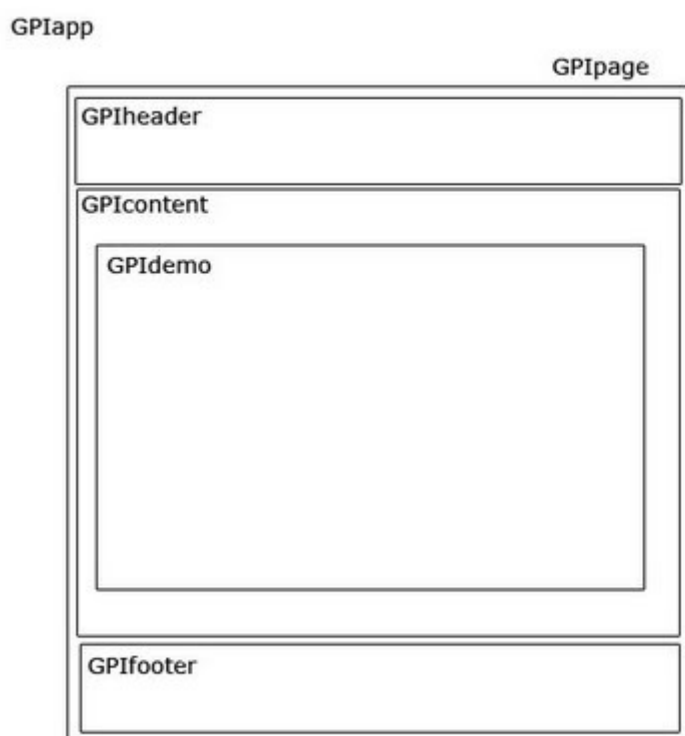 GPIapp
GPIpage
GPIheader
GPIcontent
GPIdemo
GPIfooter